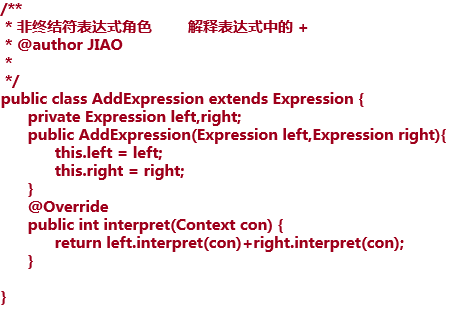 /**
 * 非终结符表达式角色        解释表达式中的 +
 * @author JIAO
 *
 */
public class AddExpression extends Expression {
    private Expression left,right;
    public AddExpression(Expression left,Expression right){
        this.left = left;
        this.right = right;
    }
    @Override
    public int interpret(Context con) {
        return left.interpret(con)+right.interpret(con);
    }

}